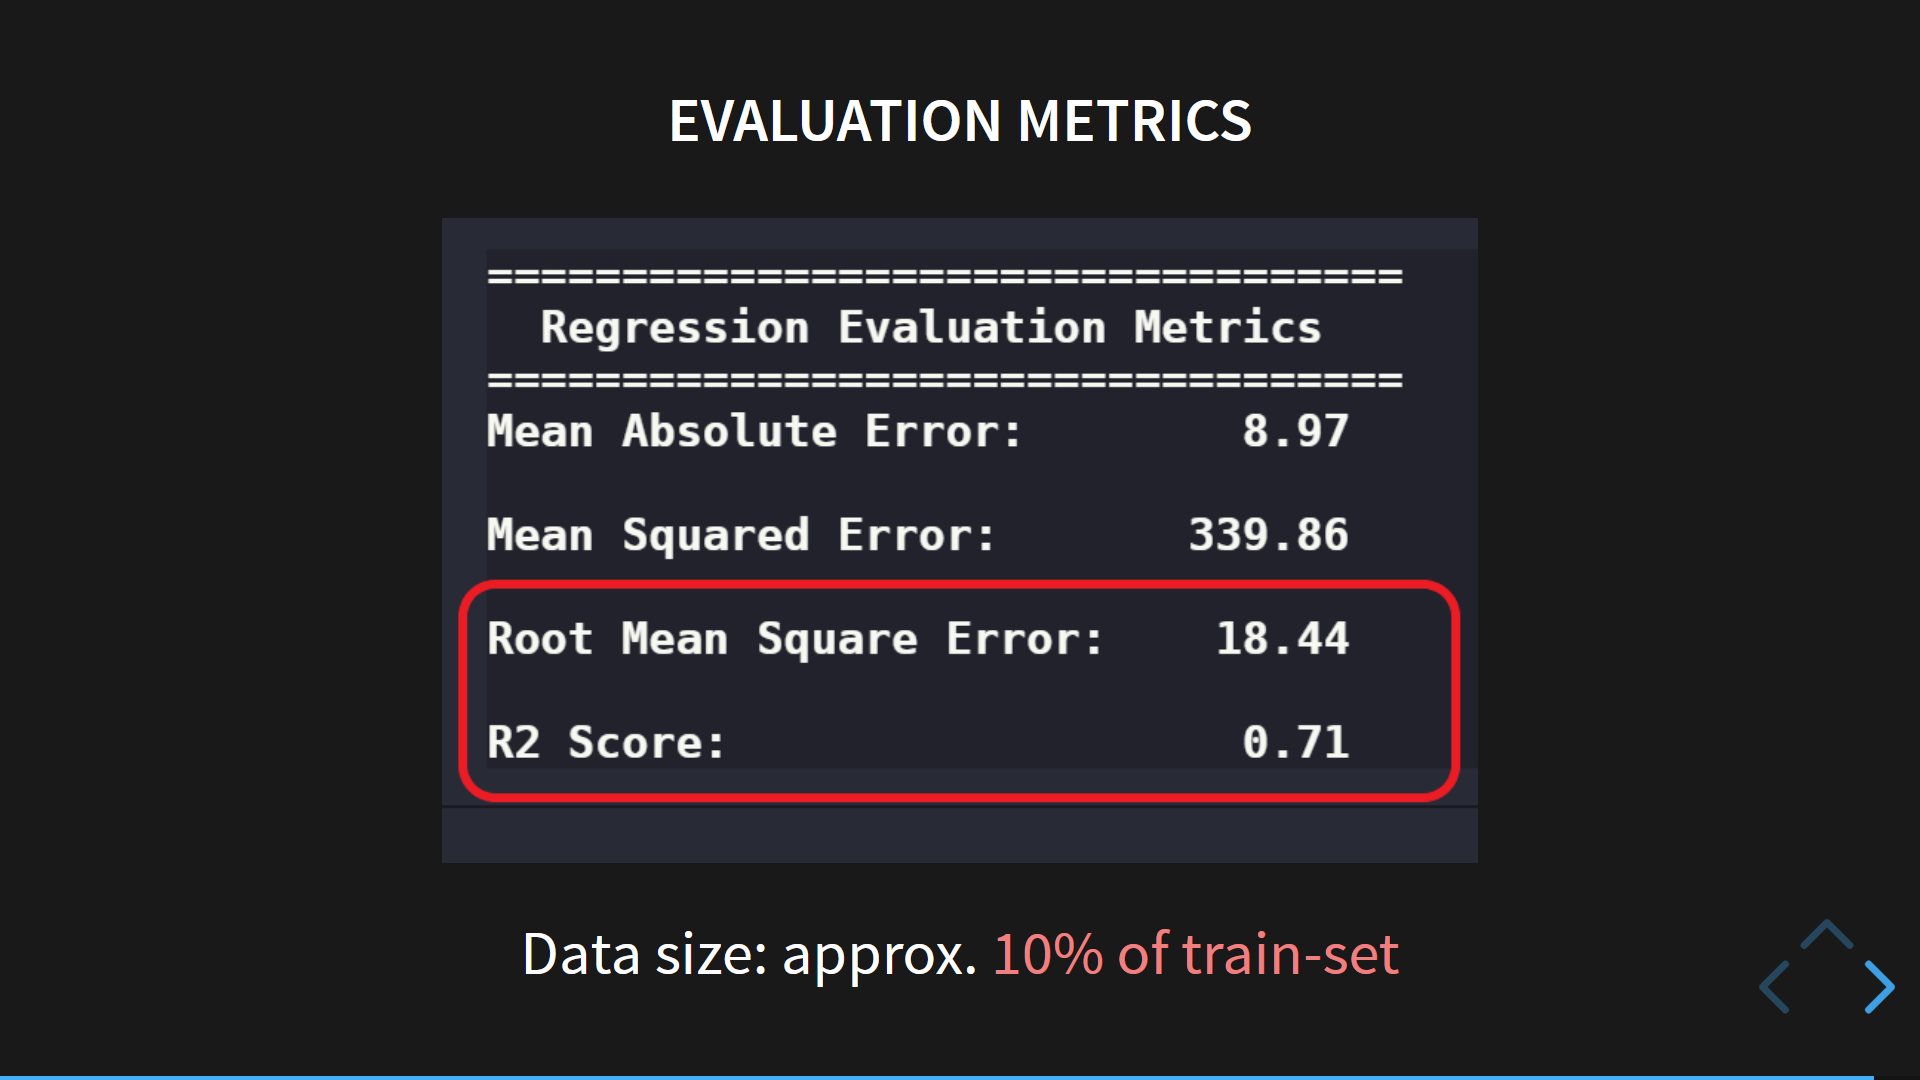 EVALUATION METRICS
==================================
Regression Evaluation Metrics
==================================
Mean Absolute Error: 8.97
Mean Squared Error: 339.86
Root Mean Square Error: 18.44
R2 Score: 0.71
Data size: approx. 10% of train-set